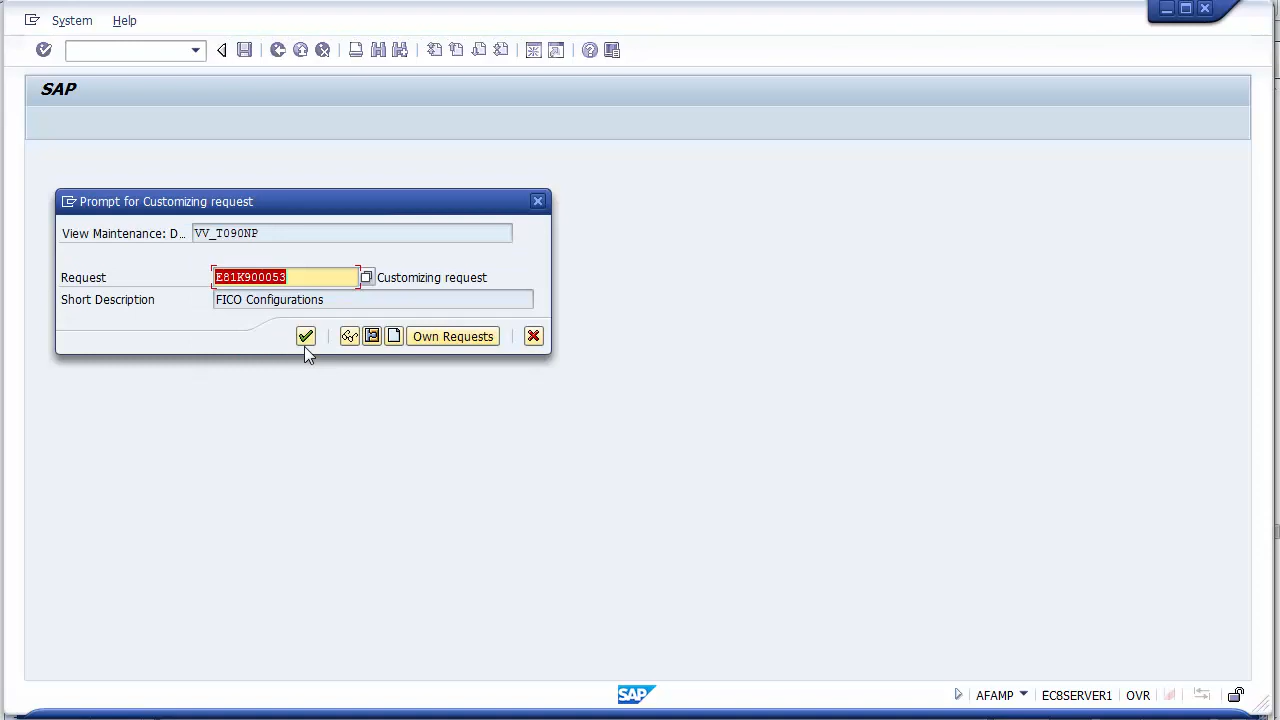 System Help
SAP
Prompt for Customizing request
View Maintenance: D... VV_T090NP
Request E81K900053 Customizing request
Short Description FICO Configurations
Own Requests
SAP AFAMP EC8SERVER1 OVR